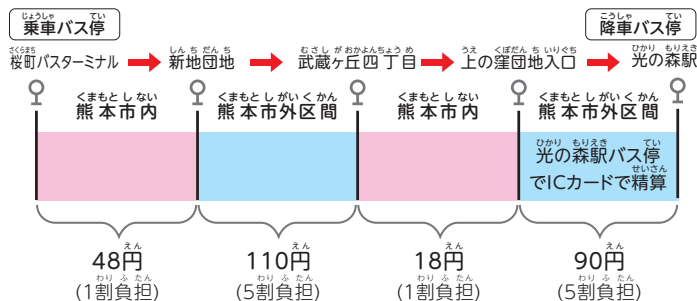 じょうしゃ てい
乗車バス停
こうしゃ てい
降車バス停
さくらまち
桜町バスターミナル
しん ち だん ち
新地団地
むさし が おかよんちょう め
武蔵ヶ丘四丁目
うえ くぼだん ち いりぐち
上の窪団地入口
ひかり もりえき
光の森駅
くまもと し ない
熊本市内
くまもと し がい く かん
熊本市外区間
くまもと し ない
熊本市内
くまもと し がい く かん
熊本市外区間
ひかり もりえき てい
光の森駅バス停
せいさん
でICカードで精算
えん
48円
わり ふ たん
(1割負担)
えん
110円
わり ふ たん
(5割負担)
えん
18円
わり ふ たん
(1割負担)
えん
90円
わり ふ たん
(5割負担)